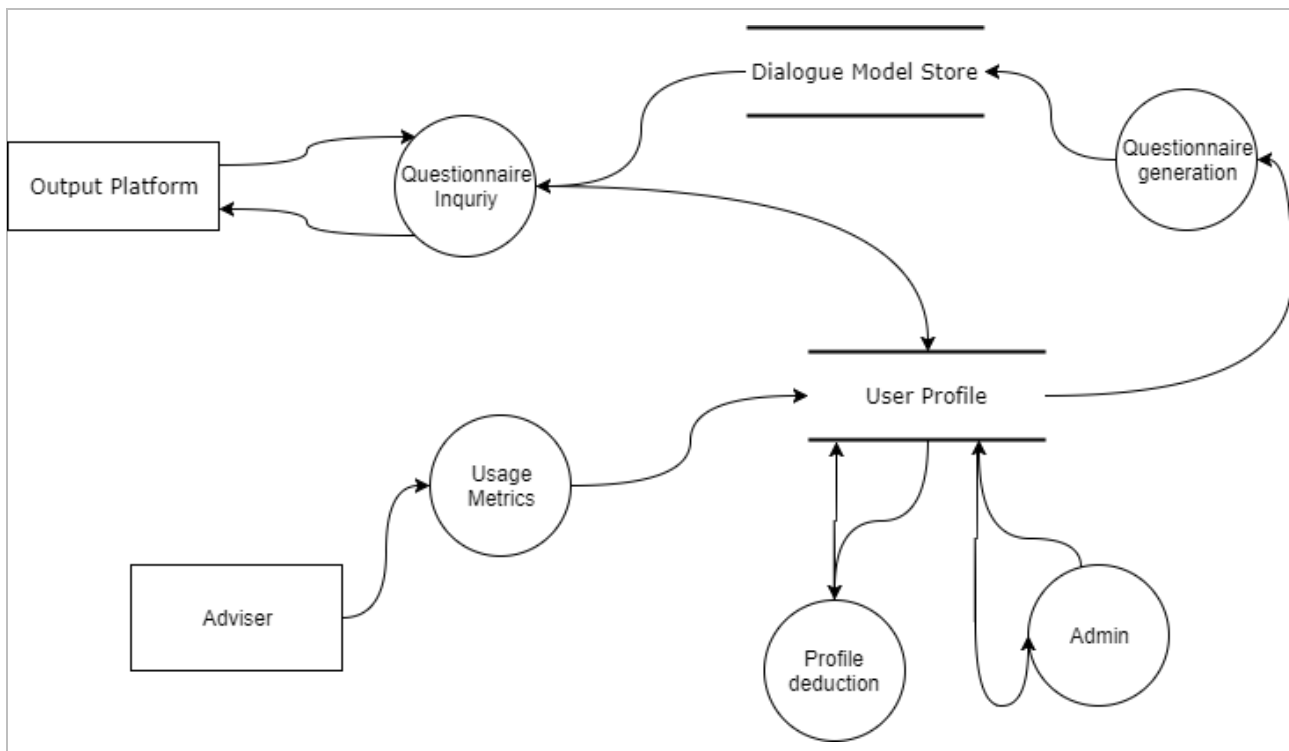 Dialogue Model Store
Output Platform
Questionnaire
Inquriy
Questionnaire
generation
User Profile
Usage
Metrics
Adviser
Profile
deduction
Admin